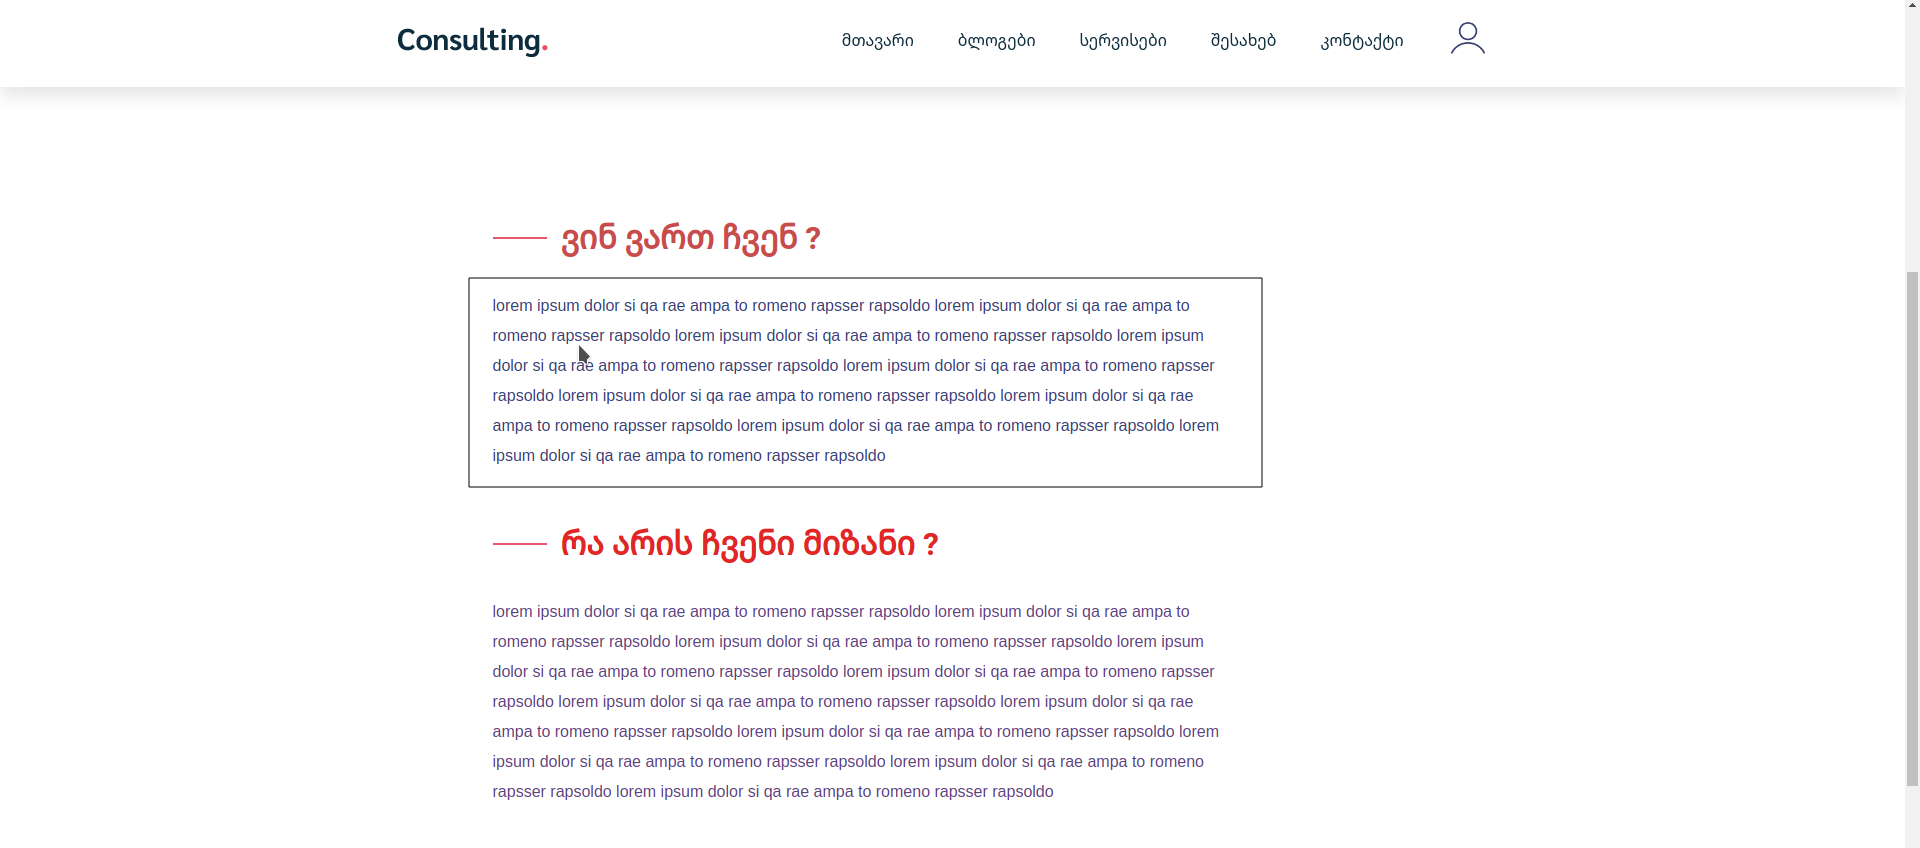 Consulting.
მთავარი ბლოგები სერვისები შესახებ კონტაქტი
ვინ ვართ ჩვენ ?
lorem ipsum dolor si qa rae ampa to romeno rapsser rapsoldo lorem ipsum dolor si qa rae ampa to
romeno rapsser rapsoldo lorem ipsum dolor si qa rae ampa to romeno rapsser rapsoldo lorem ipsum
dolor si qa rae ampa to romeno rapsser rapsoldo lorem ipsum dolor si qa rae ampa to romeno rapsser
rapsoldo lorem ipsum dolor si qa rae ampa to romeno rapsser rapsoldo lorem ipsum dolor si qa rae
ampa to romeno rapsser rapsoldo lorem ipsum dolor si qa rae ampa to romeno rapsser rapsoldo lorem
ipsum dolor si qa rae ampa to romeno rapsser rapsoldo
რა არის ჩვენი მიზანი ?
lorem ipsum dolor si qa rae ampa to romeno rapsser rapsoldo lorem ipsum dolor si qa rae ampa to
romeno rapsser rapsoldo lorem ipsum dolor si qa rae ampa to romeno rapsser rapsoldo lorem ipsum
dolor si qa rae ampa to romeno rapsser rapsoldo lorem ipsum dolor si qa rae ampa to romeno rapsser
rapsoldo lorem ipsum dolor si qa rae ampa to romeno rapsser rapsoldo lorem ipsum dolor si qa rae
ampa to romeno rapsser rapsoldo lorem ipsum dolor si qa rae ampa to romeno rapsser rapsoldo lorem
ipsum dolor si qa rae ampa to romeno rapsser rapsoldo lorem ipsum dolor si qa rae ampa to romeno
rapsser rapsoldo lorem ipsum dolor si qa rae ampa to romeno rapsser rapsoldo